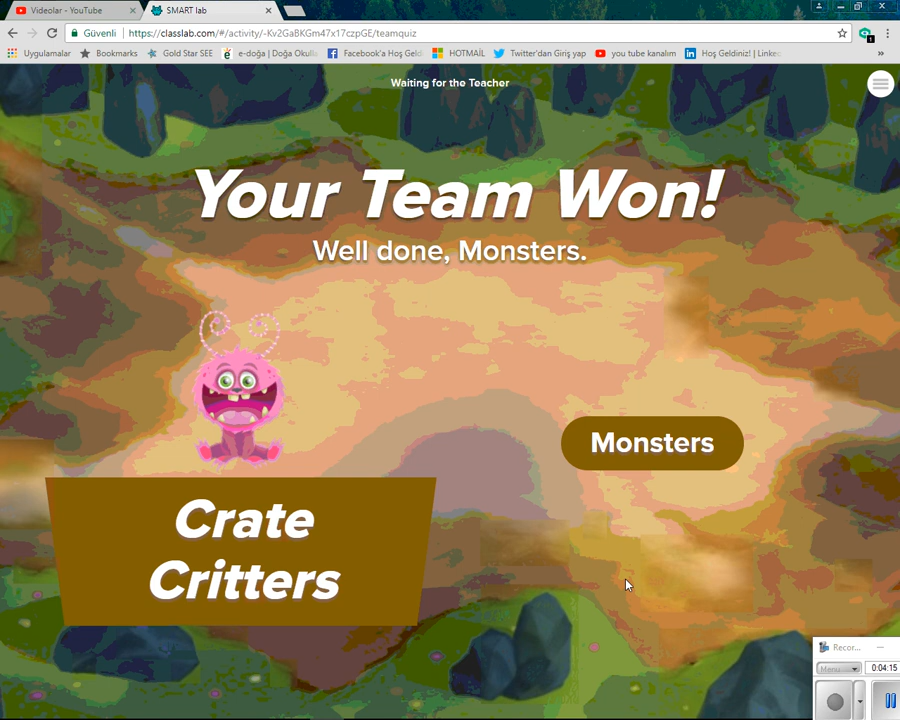 Videolar - YouTube
SMART lab
Güvenli https://classlab.com/#/activity/-Kv2GaBKGm47x17czpGE/teamquiz
Uygulamalar Bookmarks Gold Star SEE e-doğa | Doğa Okulla Facebook'a Hoş Geld HOTMAİL Twitter'dan Giriş yap you tube kanalım Hoş Geldiniz! | Linke
Waiting for the Teacher
Your Team Won!
Well done, Monsters.
Monsters
Crate
Critters
Recor...
Menu
0:04:15